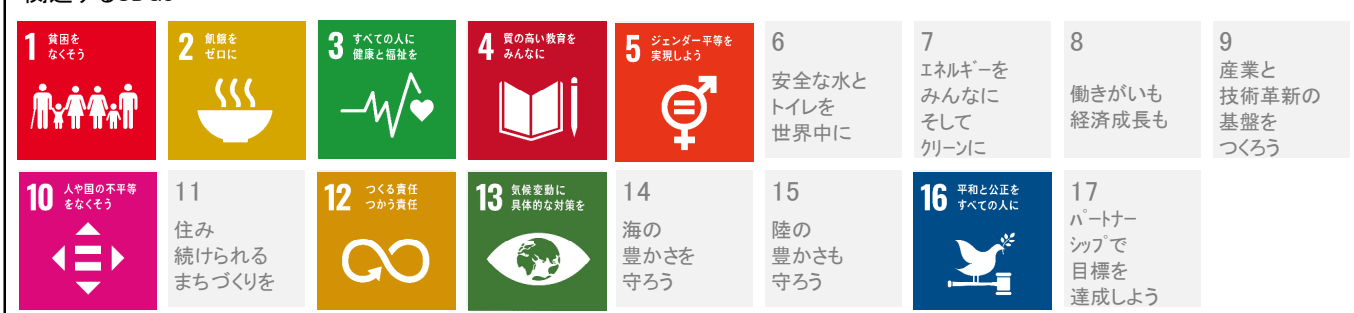 関連するSDGs
1 貧困を
なくそう
2 飢餓を
ゼロに
3 すべての人に
健康と福祉を
4 質の高い教育を
みんなに
5 ジェンダー平等を
実現しよう
6
安全な水と
トイレを
世界中に
7
エネルギーを
みんなに
そして
クリーンに
8
働きがいも
経済成長も
9
産業と
技術革新の
基盤を
つくろう
10 人や国の不平等
をなくそう
11
住み
続けられる
まちづくりを
12 つくる責任
つかう責任
13 気候変動に
具体的な対策を
14
海の
豊かさを
守ろう
15
陸の
豊かさも
守ろう
16 平和と公正を
すべての人に
17
パートナー
シップで
目標を
達成しよう